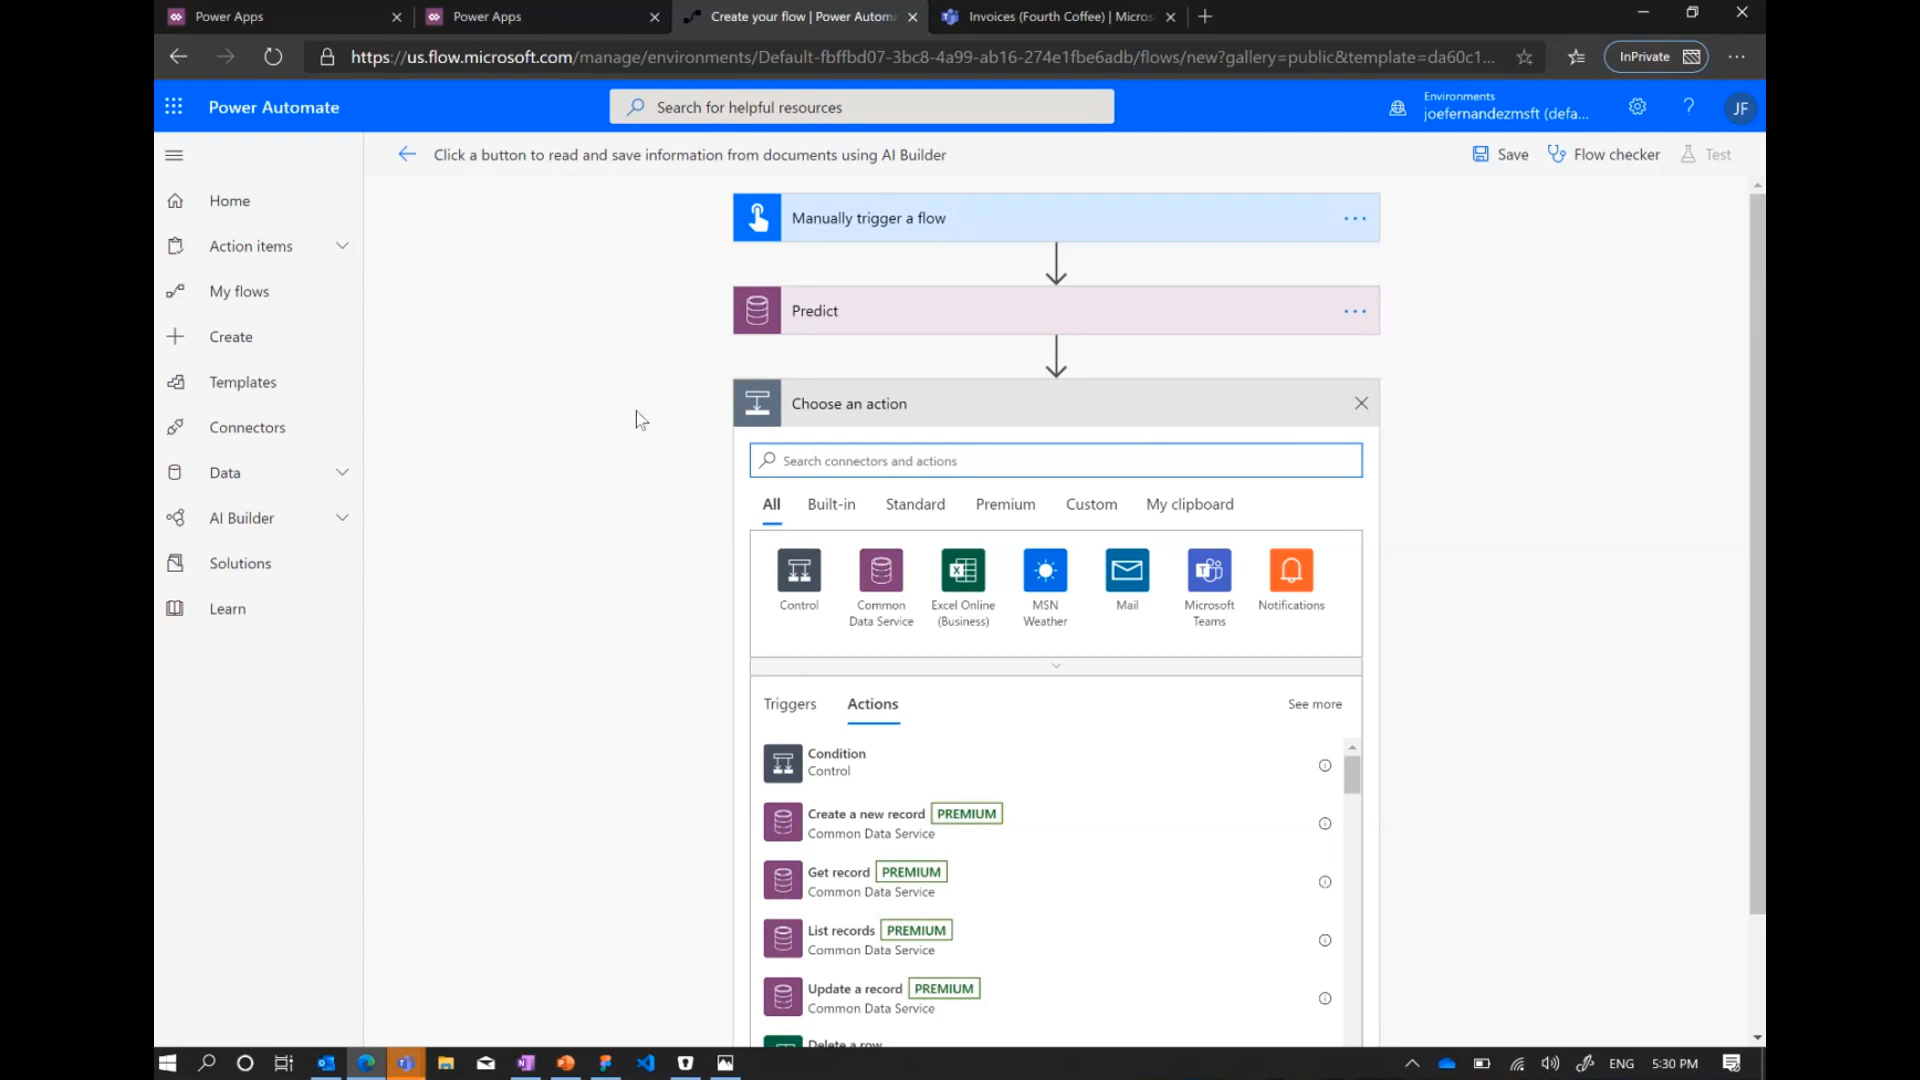 Power Apps
Power Apps
Create your flow | Power Autom
Invoices (Fourth Coffee) | Micros
https://us.flow.microsoft.com/manage/environments/Default-fbffbd07-3bc8-4a99-ab16-274e1fbe6adb/flows/new?gallery=public&template=da60c1...
InPrivate
Power Automate
Search for helpful resources
Environments
joefernandezmsft (defa...
?
JF
Click a button to read and save information from documents using AI Builder
Save
Flow checker
Test
Home
Action items
My flows
Create
Templates
Connectors
Data
AI Builder
Solutions
Learn
Manually trigger a flow
Predict
Choose an action
Search connectors and actions
All
Built-in
Standard
Premium
Custom
My clipboard
Control
Common
Data Service
Excel Online
(Business)
MSN
Weather
Mail
Microsoft
Teams
Notifications
Triggers
Actions
See more
Condition
Control
Create a new record PREMIUM
Common Data Service
Get record PREMIUM
Common Data Service
List records PREMIUM
Common Data Service
Update a record PREMIUM
Common Data Service
Delete a row
ENG
5:30 PM